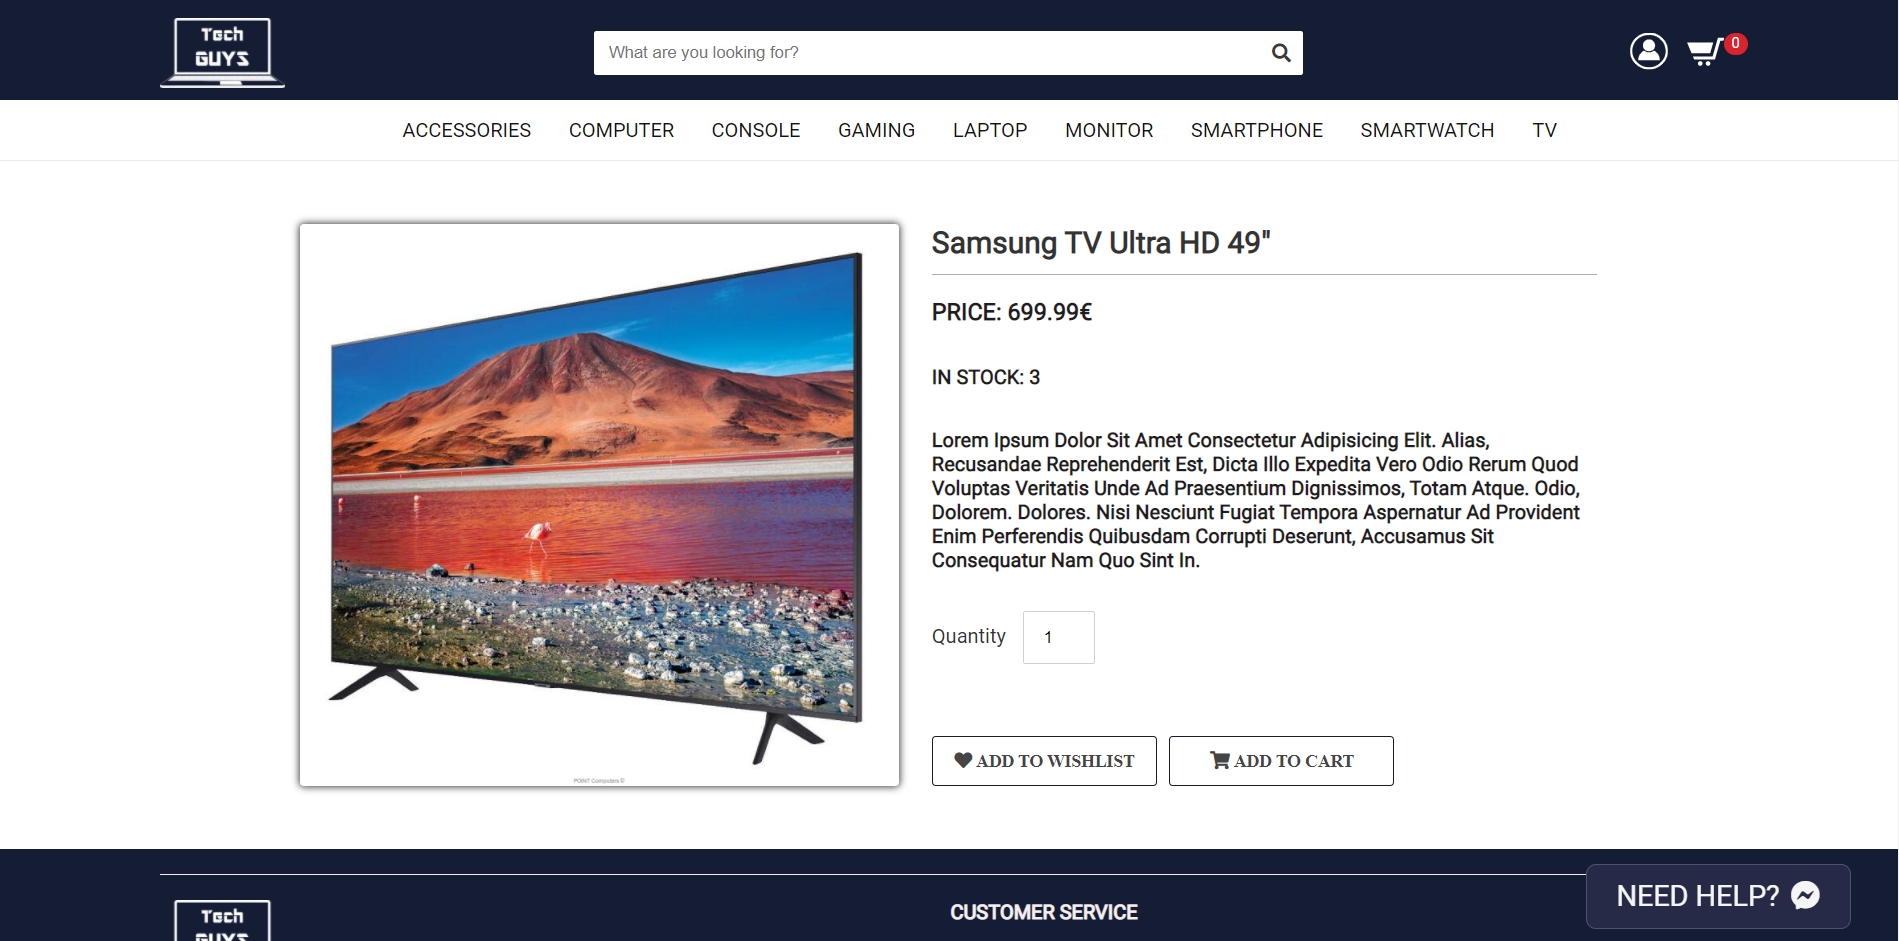 Tech
GUYS
What are you looking for?
0
ACCESSORIES COMPUTER CONSOLE GAMING LAPTOP MONITOR SMARTPHONE SMARTWATCH TV
Samsung TV Ultra HD 49"
PRICE: 699.99€
IN STOCK: 3
Lorem Ipsum Dolor Sit Amet Consectetur Adipisicing Elit. Alias,
Recusandae Reprehenderit Est, Dicta Illo Expedita Vero Odio Rerum Quod
Voluptas Veritatis Unde Ad Praesentium Dignissimos, Totam Atque. Odio,
Dolorem. Dolores. Nisi Nesciunt Fugiat Tempora Aspernatur Ad Provident
Enim Perferendis Quibusdam Corrupti Deserunt, Accusamus Sit
Consequatur Nam Quo Sint In.
Quantity 1
ADD TO WISHLIST ADD TO CART
POINT Computers ©
Tech
GUYS
CUSTOMER SERVICE
NEED HELP?